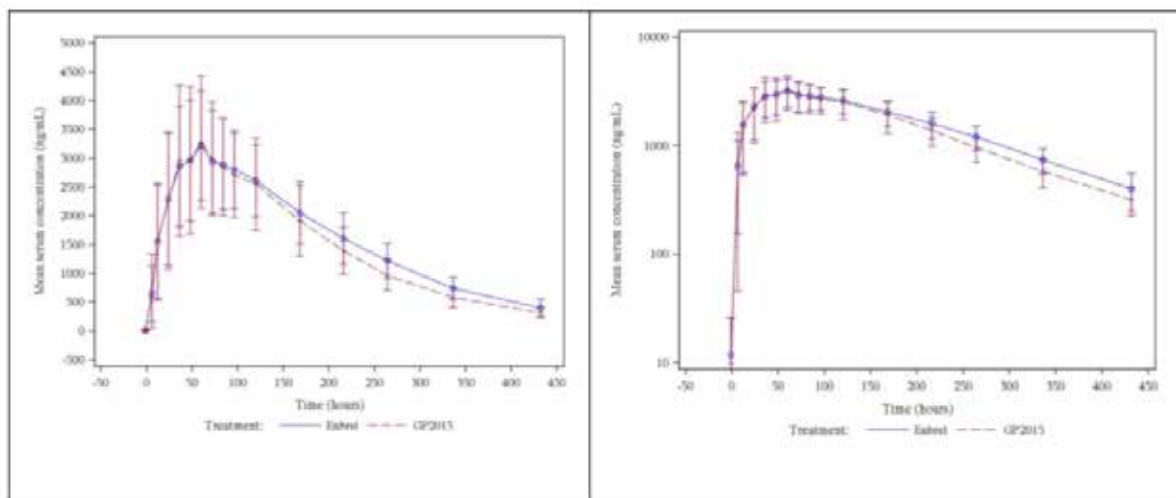 5000
4500
4000
3500
3000
2500
2000
1500
1000
500
0
-500
Mean serum concentration (ng/mL)
-50 0 50 100 150 200 250 300 350 400 450
Time (hours)
Treatment: Enbrel GP2015
10000
1000
100
10
Mean serum concentration (ng/mL)
-50 0 50 100 150 200 250 300 350 400 450
Time (hours)
Treatment: Enbrel GP2015